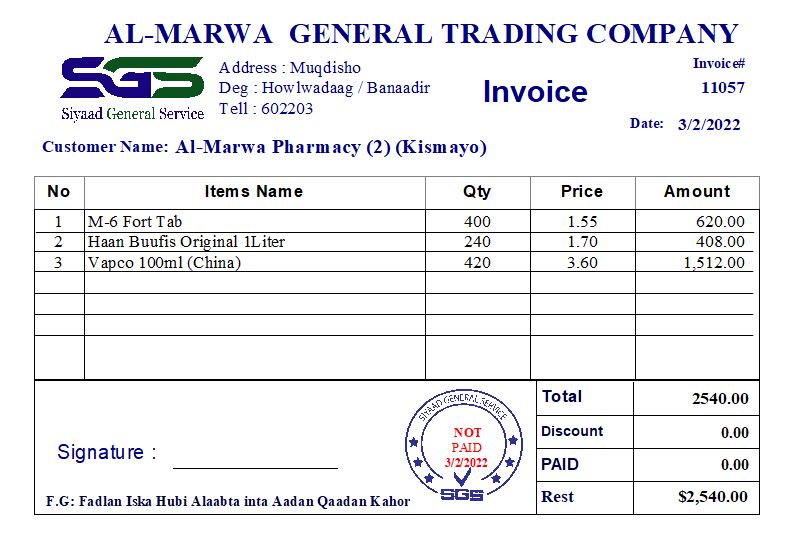 AL-MARWA GENERAL TRADING COMPANY
SGS
Siyaad General Service
Address : Muqdisho
Deg : Howlwadaag / Banaadir
Tell : 602203
Invoice
Invoice#
11057
Date: 3/2/2022
Customer Name: Al-Marwa Pharmacy (2) (Kismayo)
No Items Name Qty Price Amount
1 M-6 Fort Tab 400 1.55 620.00
2 Haan Buufis Original 1Liter 240 1.70 408.00
3 Vapco 100ml (China) 420 3.60 1,512.00
Total 2540.00
Discount 0.00
PAID 0.00
Rest $2,540.00
SIYAAD GENERAL SERVICE
NOT
PAID
3/2/2022
SGS
Signature :
F.G: Fadlan Iska Hubi Alaabta inta Aadan Qaadan Kahor